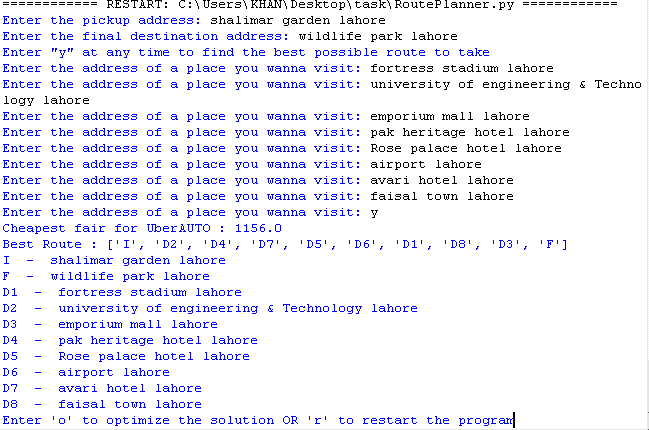 ============ RESTART: C:\Users\KHAN\Desktop\task\RoutePlanner.py ============
Enter the pickup address: shalimar garden lahore
Enter the final destination address: wildlife park lahore
Enter "y" at any time to find the best possible route to take
Enter the address of a place you wanna visit: fortress stadium lahore
Enter the address of a place you wanna visit: university of engineering & Techno
logy lahore
Enter the address of a place you wanna visit: emporium mall lahore
Enter the address of a place you wanna visit: pak heritage hotel lahore
Enter the address of a place you wanna visit: Rose palace hotel lahore
Enter the address of a place you wanna visit: airport lahore
Enter the address of a place you wanna visit: avari hotel lahore
Enter the address of a place you wanna visit: faisal town lahore
Enter the address of a place you wanna visit: y
Cheapest fair for UberAUTO : 1156.0
Best Route : ['I', 'D2', 'D4', 'D7', 'D5', 'D6', 'D1', 'D8', 'D3', 'F']
I  -  shalimar garden lahore
F  -  wildlife park lahore
D1  -  fortress stadium lahore
D2  -  university of engineering & Technology lahore
D3  -  emporium mall lahore
D4  -  pak heritage hotel lahore
D5  -  Rose palace hotel lahore
D6  -  airport lahore
D7  -  avari hotel lahore
D8  -  faisal town lahore
Enter 'o' to optimize the solution OR 'r' to restart the program